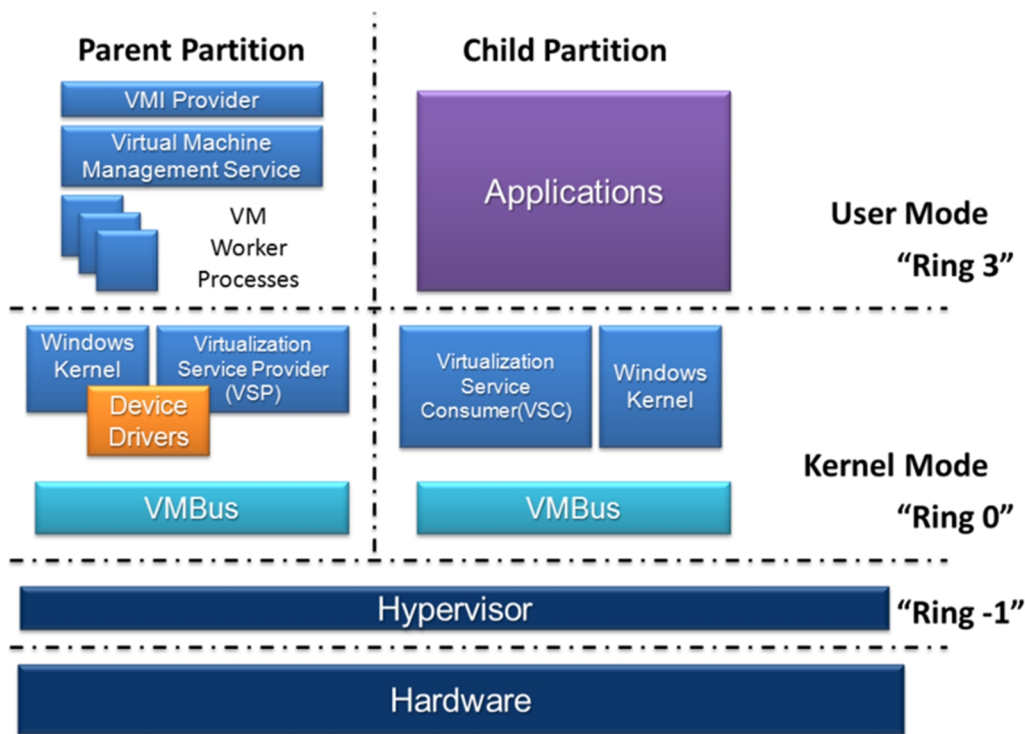 Parent Partition
Child Partition
VMI Provider
Virtual Machine
Management Service
VM
Worker
Processes
Applications
User Mode
“Ring 3”
Windows
Kernel
Virtualization
Service Provider
(VSP)
Device
Drivers
VMBus
Virtualization
Service
Consumer(VSC)
Windows
Kernel
VMBus
Kernel Mode
“Ring 0”
Hypervisor
“Ring -1”
Hardware